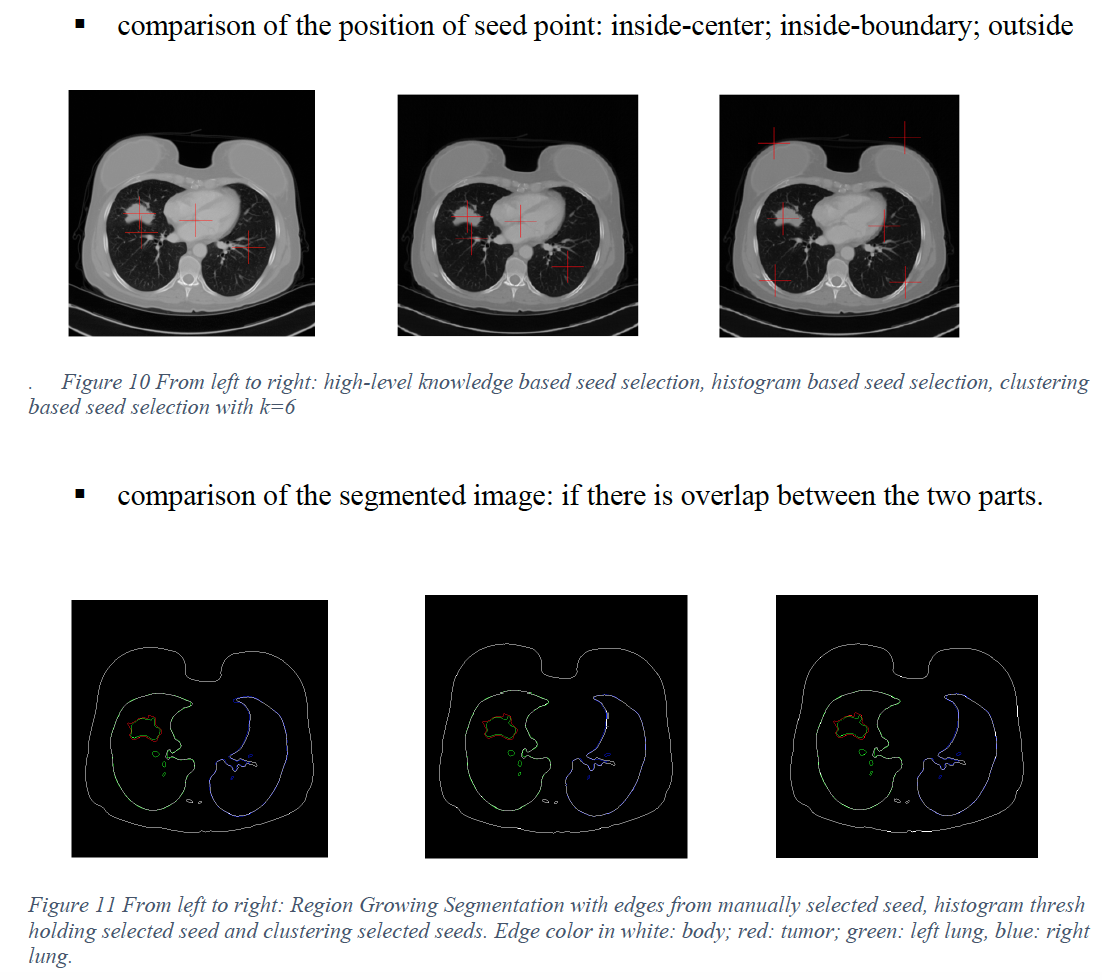 ▪ comparison of the position of seed point: inside-center; inside-boundary; outside
. Figure 10 From left to right: high-level knowledge based seed selection, histogram based seed selection, clustering
based seed selection with k=6
▪ comparison of the segmented image: if there is overlap between the two parts.
Figure 11 From left to right: Region Growing Segmentation with edges from manually selected seed, histogram thresh
holding selected seed and clustering selected seeds. Edge color in white: body; red: tumor; green: left lung, blue: right
lung.